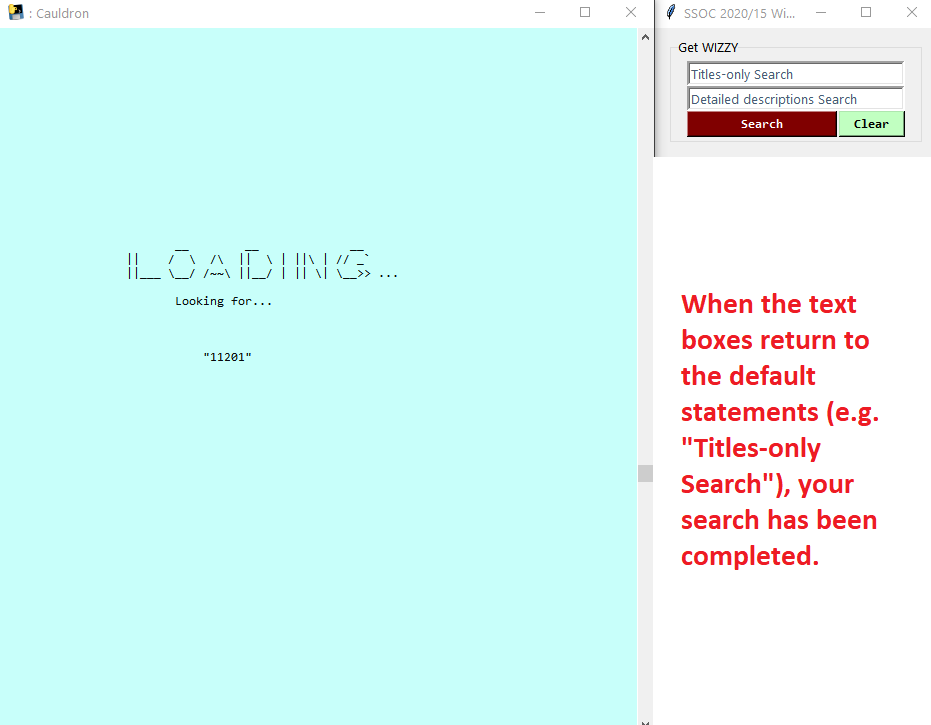 : Cauldron
SSOC 2020/15 Wi...
Get WIZZY
Titles-only Search
Detailed descriptions Search
Search Clear
LOADING ...
Looking for...
"11201"
When the text
boxes return to
the default
statements (e.g.
"Titles-only
Search"), your
search has been
completed.